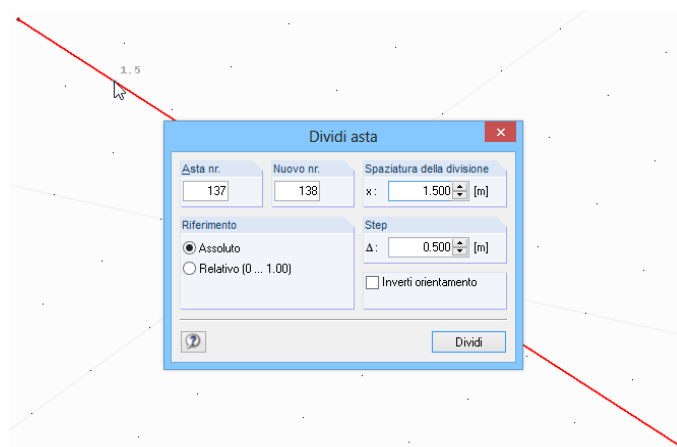 1.5
Dividi asta
Asta nr.
Nuovo nr.
Spaziatura della divisione
137
138
x: 1.500 [m]
Riferimento
Step
Assoluto
Δ: 0.500 [m]
Relativo (0 ... 1.00)
Inverti orientamento
Dividi